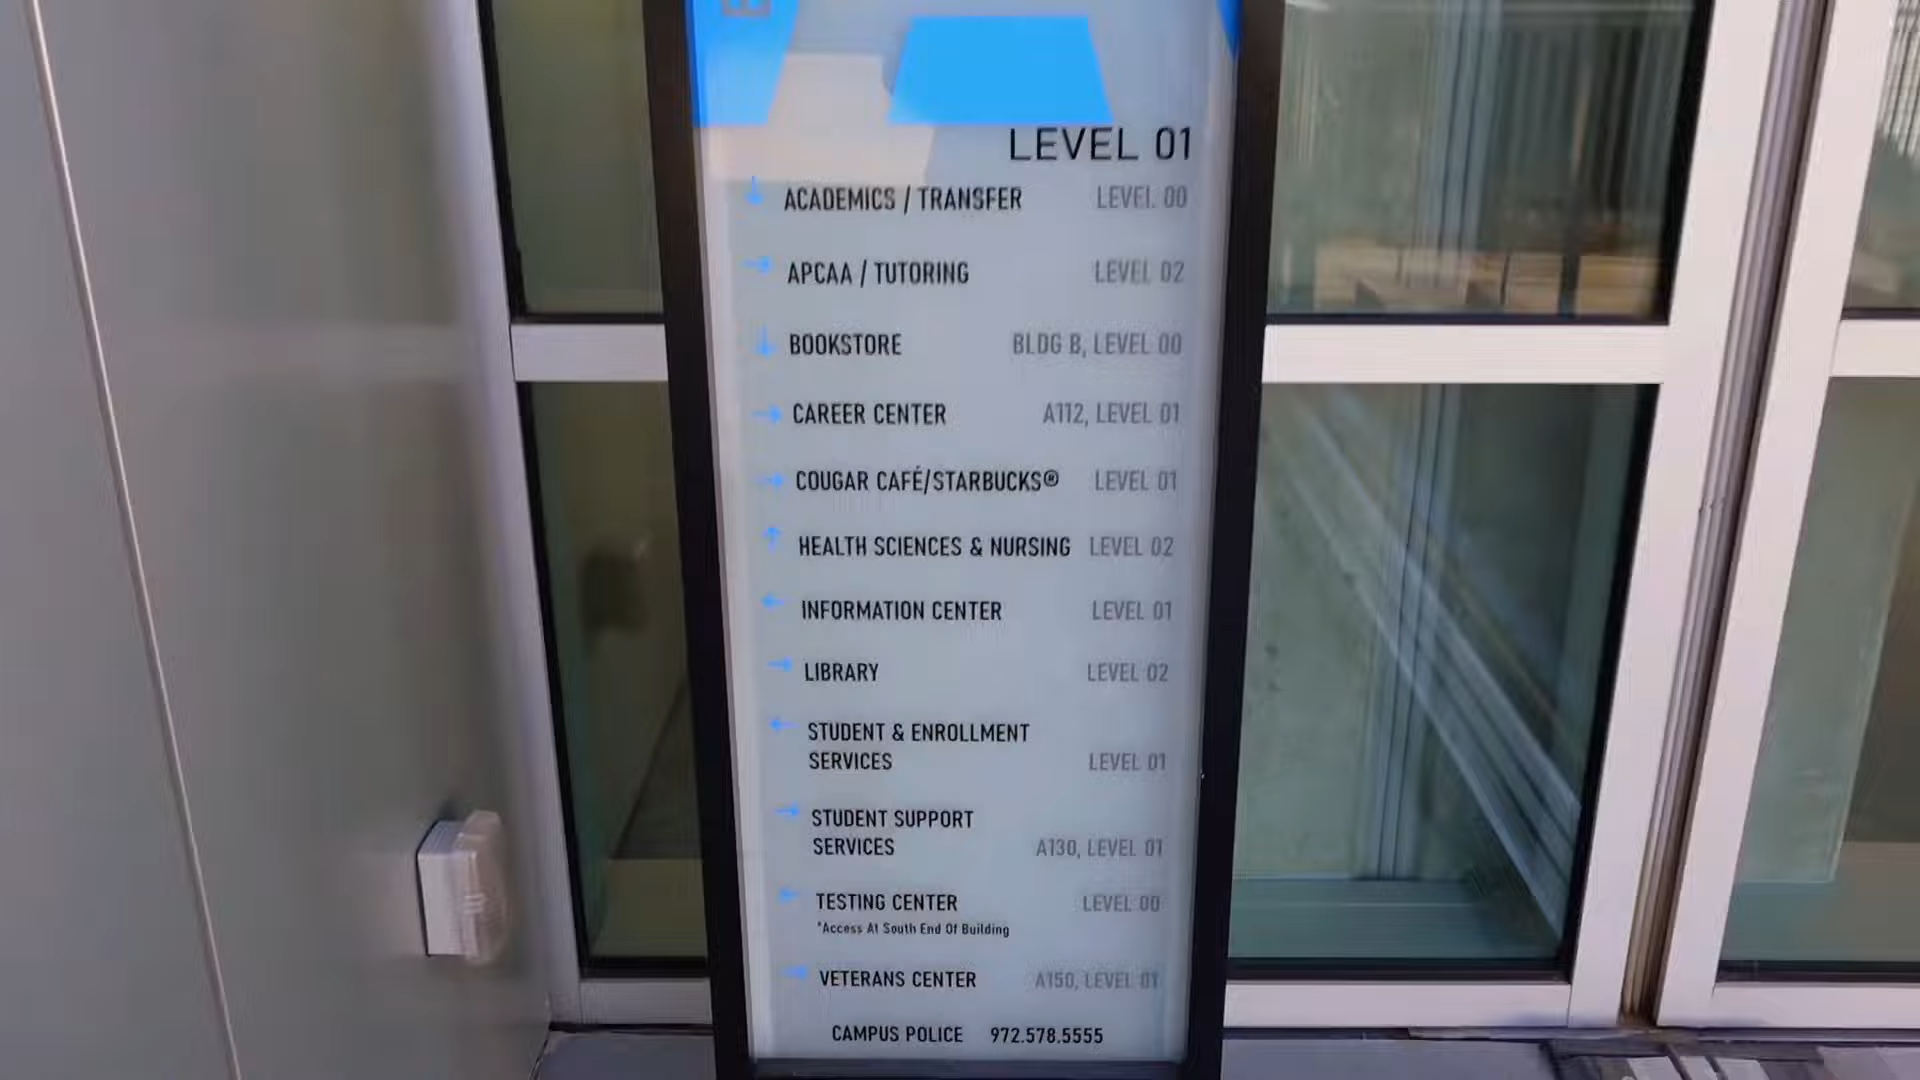 LEVEL 01
ACADEMICS / TRANSFER LEVEL 00
APCAA / TUTORING LEVEL 02
BOOKSTORE BLDG B, LEVEL 00
CAREER CENTER A112, LEVEL 01
COUGAR CAFÉ/STARBUCKS® LEVEL 01
HEALTH SCIENCES & NURSING LEVEL 02
INFORMATION CENTER LEVEL 01
LIBRARY LEVEL 02
STUDENT & ENROLLMENT
SERVICES LEVEL 01
STUDENT SUPPORT
SERVICES A130, LEVEL 01
TESTING CENTER LEVEL 00
*Access At South End Of Building
VETERANS CENTER A150, LEVEL 01
CAMPUS POLICE 972.578.5555